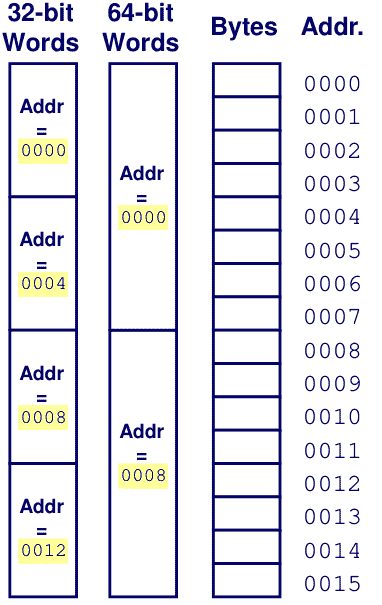 32-bit
Words
64-bit
Words
Bytes
Addr.
Addr
=
0000
Addr
=
0004
Addr
=
0008
Addr
=
0012
Addr
=
0000
Addr
=
0008
0000
0001
0002
0003
0004
0005
0006
0007
0008
0009
0010
0011
0012
0013
0014
0015